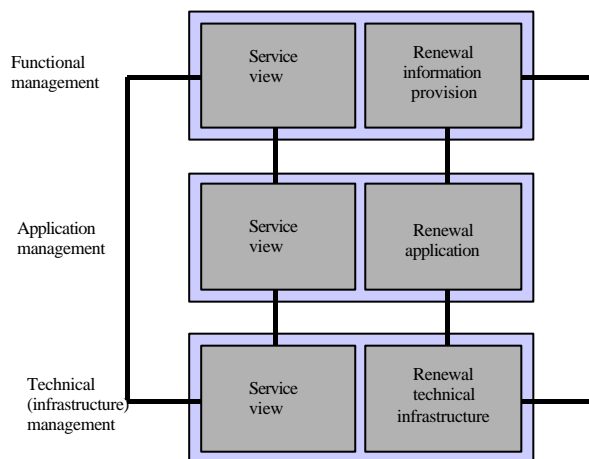 Functional
management
Service
view
Renewal
information
provision
Application
management
Service
view
Renewal
application
Technical
(infrastructure)
management
Service
view
Renewal
technical
infrastructure